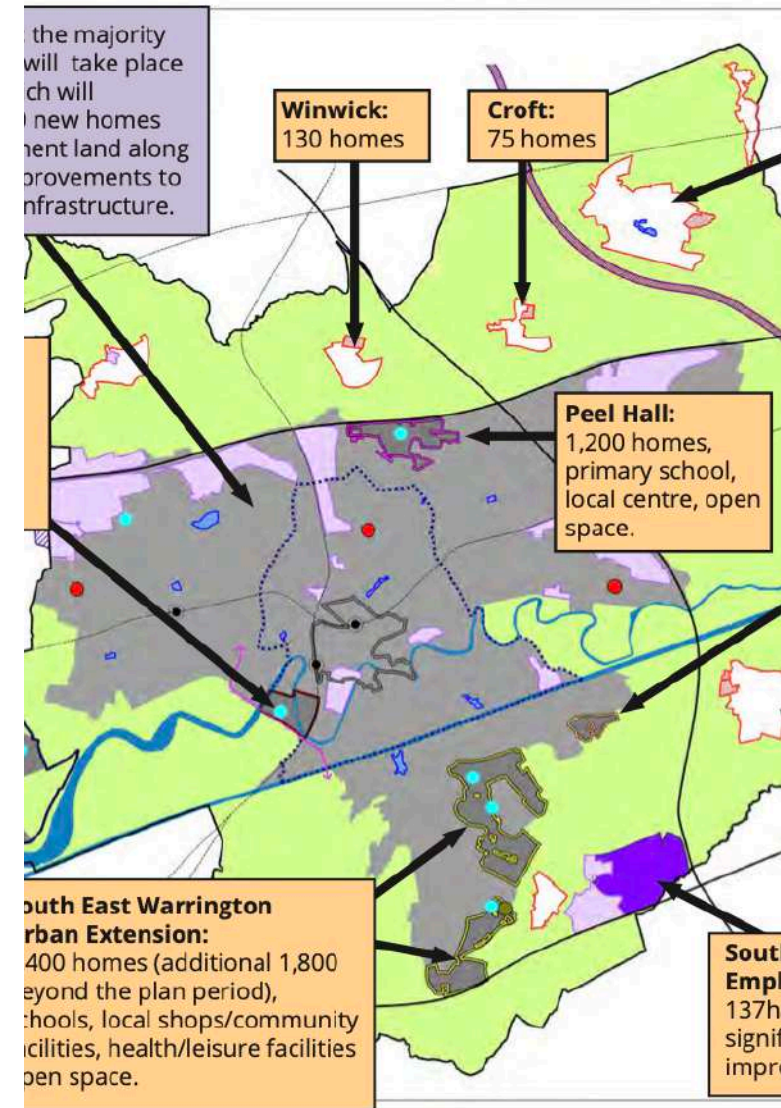 the majority
will take place
ch will
new homes
nent land along
provements to
nfrastructure.
Winwick:
130 homes
Croft:
75 homes
Peel Hall:
1,200 homes,
primary school,
local centre, open
space.
outh East Warrington
rban Extension:
400 homes (additional 1,800
eyond the plan period),
chools, local shops/community
acilities, health/leisure facilities
pen space.
Sout
Empl
137h
signif
impro